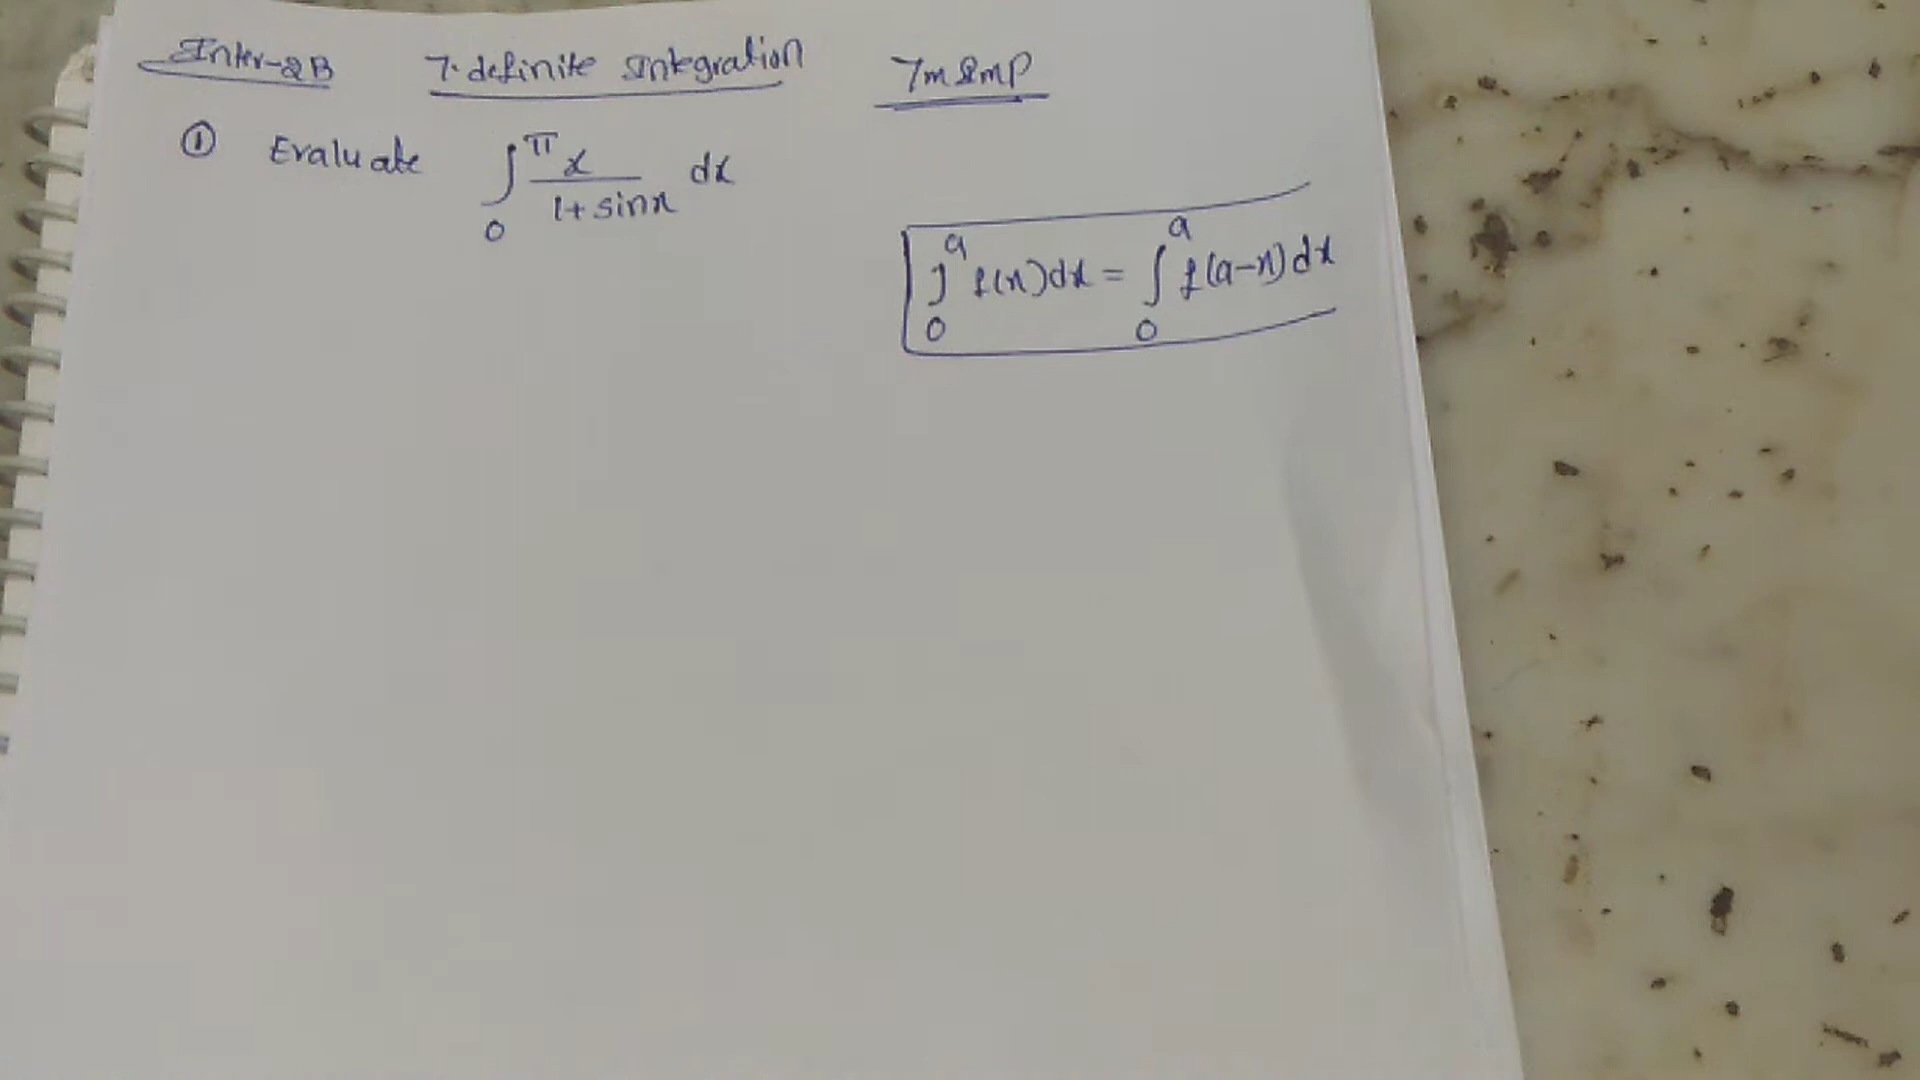 Inter-2B 7. definite Integration 7m Imp
① Evaluate ∫₀^π x/(1+sinx) dx
∫₀^a f(x)dx = ∫₀^a f(a-x)dx